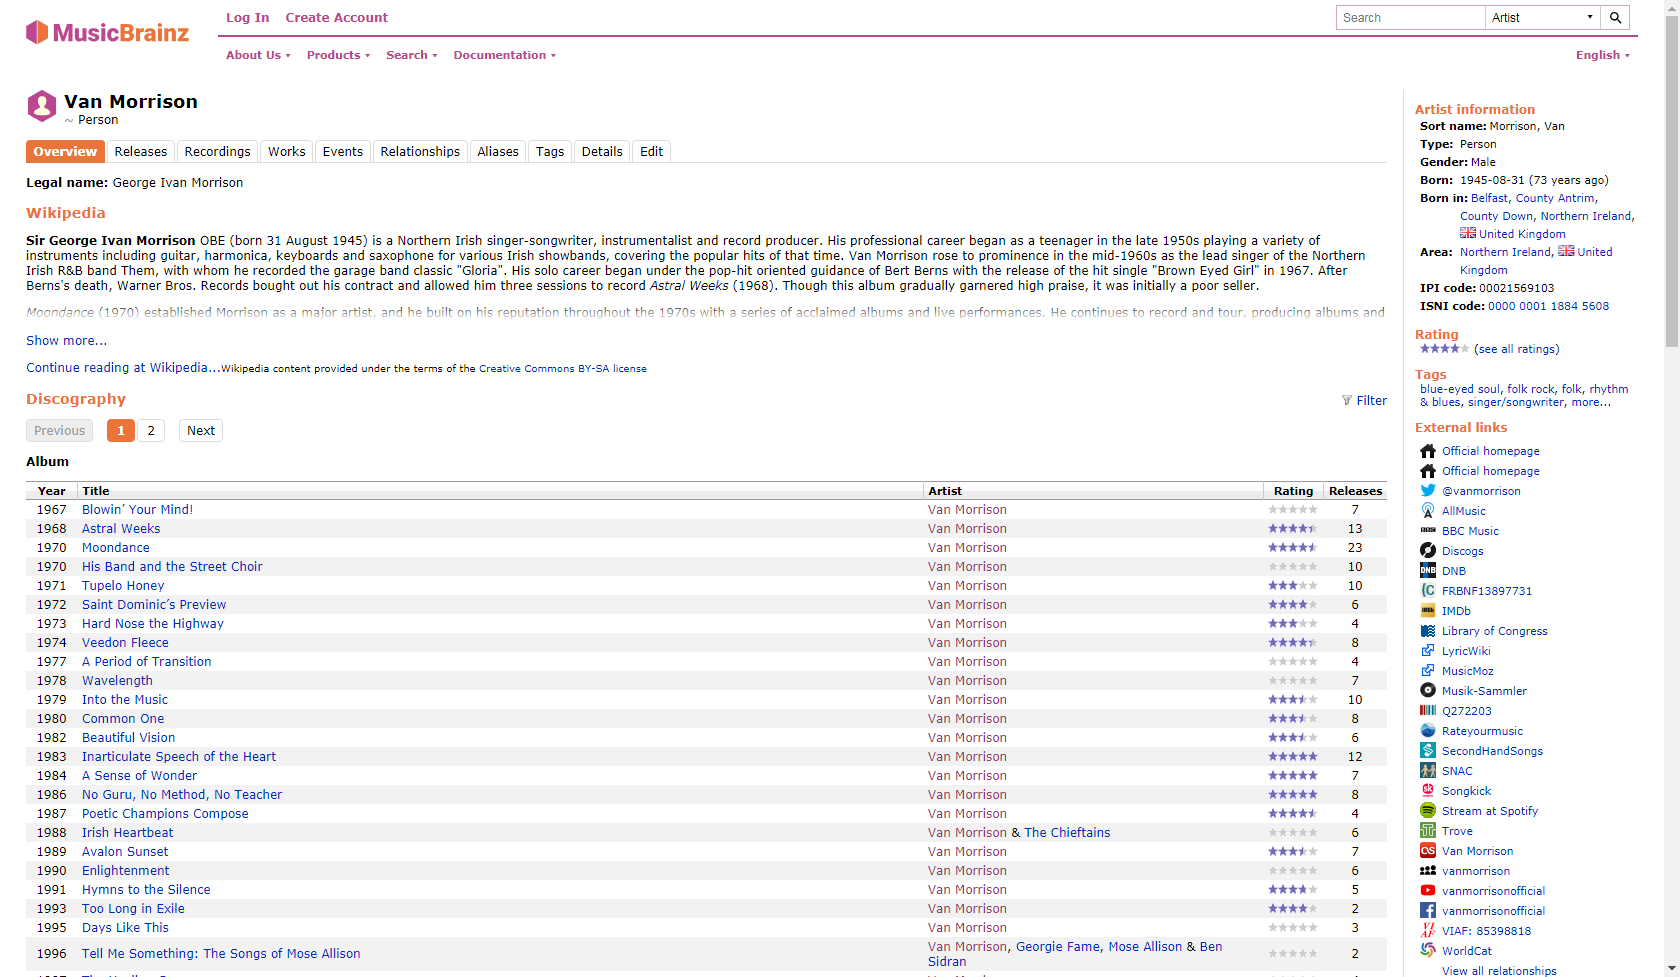 MusicBrainz
Log In Create Account
Search Artist
About Us Products Search Documentation English
Van Morrison
~ Person
Overview Releases Recordings Works Events Relationships Aliases Tags Details Edit
Legal name: George Ivan Morrison
Wikipedia
Sir George Ivan Morrison OBE (born 31 August 1945) is a Northern Irish singer-songwriter, instrumentalist and record producer. His professional career began as a teenager in the late 1950s playing a variety of
instruments including guitar, harmonica, keyboards and saxophone for various Irish showbands, covering the popular hits of that time. Van Morrison rose to prominence in the mid-1960s as the lead singer of the Northern
Irish R&B band Them, with whom he recorded the garage band classic "Gloria". His solo career began under the pop-hit oriented guidance of Bert Berns with the release of the hit single "Brown Eyed Girl" in 1967. After
Berns's death, Warner Bros. Records bought out his contract and allowed him three sessions to record Astral Weeks (1968). Though this album gradually garnered high praise, it was initially a poor seller.
Moondance (1970) established Morrison as a major artist, and he built on his reputation throughout the 1970s with a series of acclaimed albums and live performances. He continues to record and tour, producing albums and
Show more...
Continue reading at Wikipedia... Wikipedia content provided under the terms of the Creative Commons BY-SA license
Discography
Filter
Previous 1 2 Next
Album
Year Title Artist Rating Releases
1967 Blowin’ Your Mind! Van Morrison 7
1968 Astral Weeks Van Morrison 13
1970 Moondance Van Morrison 23
1970 His Band and the Street Choir Van Morrison 10
1971 Tupelo Honey Van Morrison 10
1972 Saint Dominic’s Preview Van Morrison 6
1973 Hard Nose the Highway Van Morrison 4
1974 Veedon Fleece Van Morrison 8
1977 A Period of Transition Van Morrison 4
1978 Wavelength Van Morrison 7
1979 Into the Music Van Morrison 10
1980 Common One Van Morrison 8
1982 Beautiful Vision Van Morrison 6
1983 Inarticulate Speech of the Heart Van Morrison 12
1984 A Sense of Wonder Van Morrison 7
1986 No Guru, No Method, No Teacher Van Morrison 8
1987 Poetic Champions Compose Van Morrison 4
1988 Irish Heartbeat Van Morrison & The Chieftains 6
1989 Avalon Sunset Van Morrison 7
1990 Enlightenment Van Morrison 6
1991 Hymns to the Silence Van Morrison 5
1993 Too Long in Exile Van Morrison 2
1995 Days Like This Van Morrison 3
1996 Tell Me Something: The Songs of Mose Allison Van Morrison, Georgie Fame, Mose Allison & Ben
Sidran 2
Artist information
Sort name: Morrison, Van
Type: Person
Gender: Male
Born: 1945-08-31 (73 years ago)
Born in: Belfast, County Antrim,
County Down, Northern Ireland,
United Kingdom
Area: Northern Ireland, United
Kingdom
IPI code: 00021569103
ISNI code: 0000 0001 1884 5608
Rating
(see all ratings)
Tags
blue-eyed soul, folk rock, folk, rhythm
& blues, singer/songwriter, more...
External links
Official homepage
Official homepage
@vanmorrison
AllMusic
BBC Music
Discogs
DNB DNB
FRBNF13897731
IMDb
Library of Congress
LyricWiki
MusicMoz
Musik-Sammler
Q272203
Rateyourmusic
SecondHandSongs
SNAC
Songkick
Stream at Spotify
Trove
Van Morrison
vanmorrison
vanmorrisonofficial
vanmorrisonofficial
VIAF: 85398818
WorldCat
View all relationships